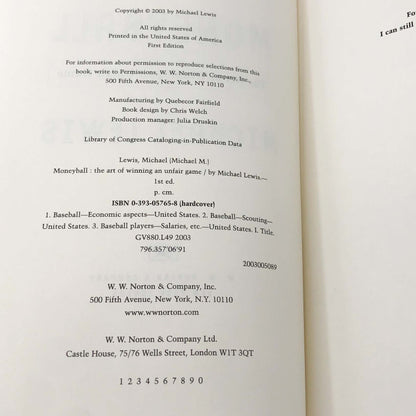 Copyright © 2003 by Michael Lewis
All rights reserved
Printed in the United States of America
First Edition
For information about permission to reproduce selections from this
book, write to Permissions, W. W. Norton & Company, Inc.,
500 Fifth Avenue, New York, NY 10110
Manufacturing by Quebecor Fairfield
Book design by Chris Welch
Production manager: Julia Druskin
Library of Congress Cataloging-in-Publication Data
Lewis, Michael (Michael M.)
Moneyball : the art of winning an unfair game / by Michael Lewis.—
1st ed.
p. cm.
ISBN 0-393-05765-8 (hardcover)
1. Baseball—Economic aspects—United States. 2. Baseball—Scouting—
United States. 3. Baseball players—Salaries, etc.—United States. I. Title.
GV880.L49 2003
796.357'06'91
2003005089
W. W. Norton & Company, Inc.
500 Fifth Avenue, New York, N.Y. 10110
www.wwnorton.com
W. W. Norton & Company Ltd.
Castle House, 75/76 Wells Street, London W1T 3QT
1 2 3 4 5 6 7 8 9 0
Fo
I can still